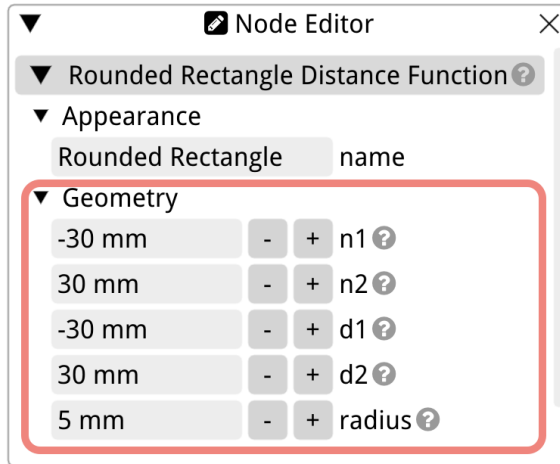 Node Editor
Rounded Rectangle Distance Function ?
Appearance
Rounded Rectangle name
Geometry
-30 mm - + n1 ?
30 mm - + n2 ?
-30 mm - + d1 ?
30 mm - + d2 ?
5 mm - + radius ?